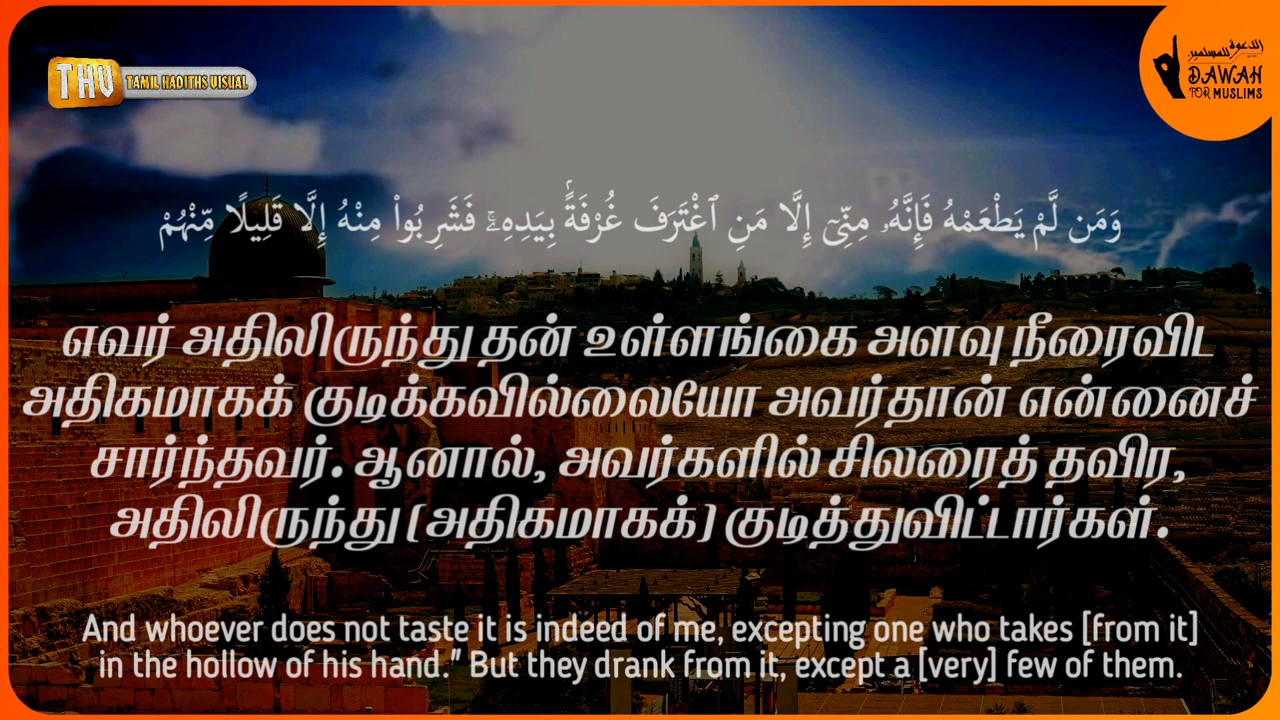 THV TAMIL HADITHS VISUAL
الدعوة للمسلمين
DAWAH
FOR MUSLIMS
وَمَن لَّمْ يَطْعَمْهُ فَإِنَّهُۥ مِنِّىٓ إِلَّا مَنِ ٱغْتَرَفَ غُرْفَةًۢ بِيَدِهِۦۚ فَشَرِبُوا۟ مِنْهُ إِلَّا قَلِيلًا مِّنْهُمْ
எவர் அதிலிருந்து தன் உள்ளங்கை அளவு நீரைவிட
அதிகமாகக் குடிக்கவில்லையோ அவர்தான் என்னைச்
சார்ந்தவர். ஆனால், அவர்களில் சிலரைத் தவிர,
அதிலிருந்து (அதிகமாகக்) குடித்துவிட்டார்கள்.
And whoever does not taste it is indeed of me, excepting one who takes [from it]
in the hollow of his hand." But they drank from it, except a [very] few of them.